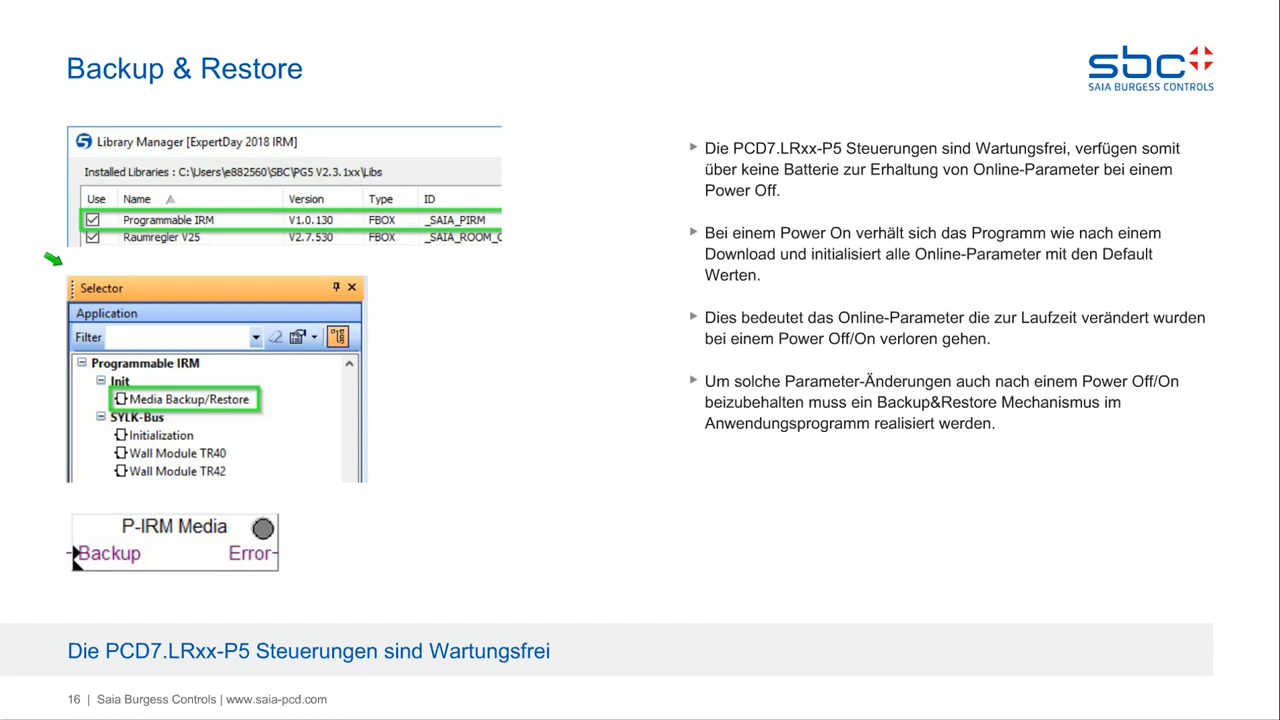 Backup & Restore
sbc
SAIA BURGESS CONTROLS
Library Manager [ExpertDay 2018 IRM]
Installed Libraries : C:\Users\e882560\SBC\PG5 V2.3.1xx\Libs
Use Name Version Type ID
Programmable IRM V1.0.130 FBOX _SAIA_PIRM
Raumregler V25 V2.7.530 FBOX _SAIA_ROOM_
Selector
Application
Filter
Programmable IRM
Init
Media Backup/Restore
SYLK-Bus
Initialization
Wall Module TR40
Wall Module TR42
P-IRM Media
Backup Error
Die PCD7.LRxx-P5 Steuerungen sind Wartungsfrei, verfügen somit
über keine Batterie zur Erhaltung von Online-Parameter bei einem
Power Off.
Bei einem Power On verhält sich das Programm wie nach einem
Download und initialisiert alle Online-Parameter mit den Default
Werten.
Dies bedeutet das Online-Parameter die zur Laufzeit verändert wurden
bei einem Power Off/On verloren gehen.
Um solche Parameter-Änderungen auch nach einem Power Off/On
beizubehalten muss ein Backup&Restore Mechanismus im
Anwendungsprogramm realisiert werden.
Die PCD7.LRxx-P5 Steuerungen sind Wartungsfrei
16 | Saia Burgess Controls | www.saia-pcd.com